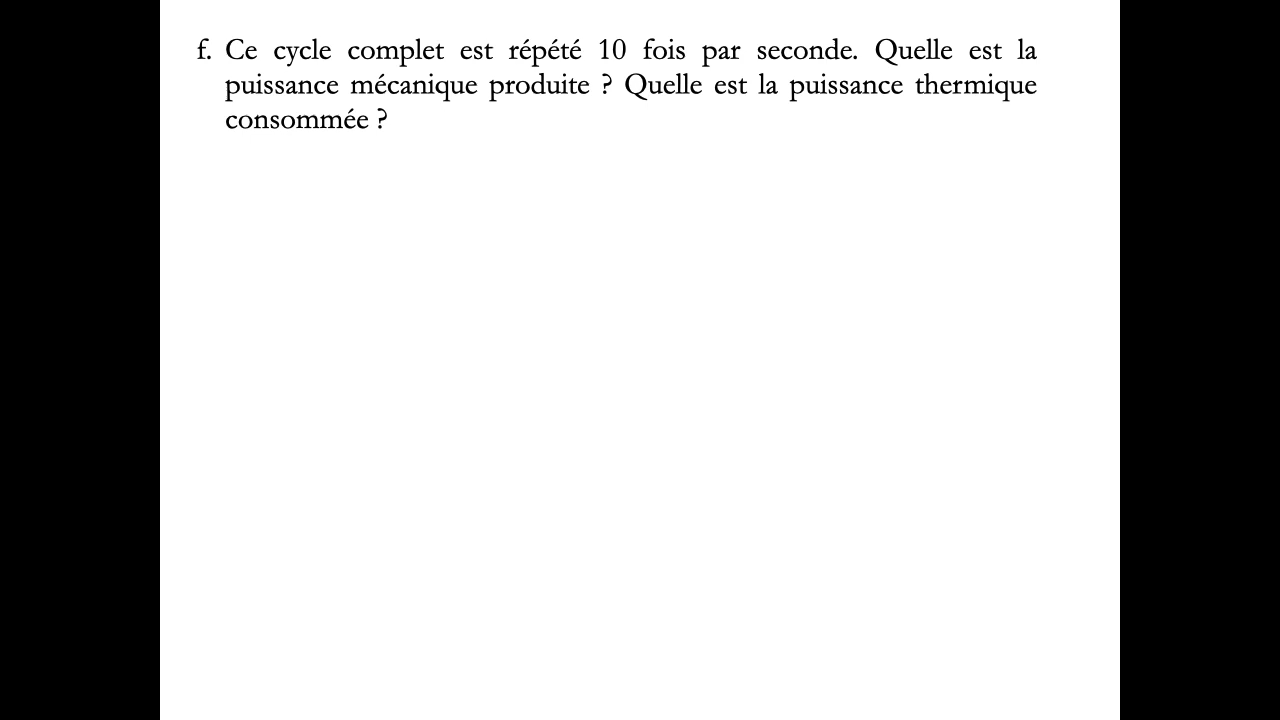 f. Ce cycle complet est répété 10 fois par seconde. Quelle est la
puissance mécanique produite ? Quelle est la puissance thermique
consommée ?